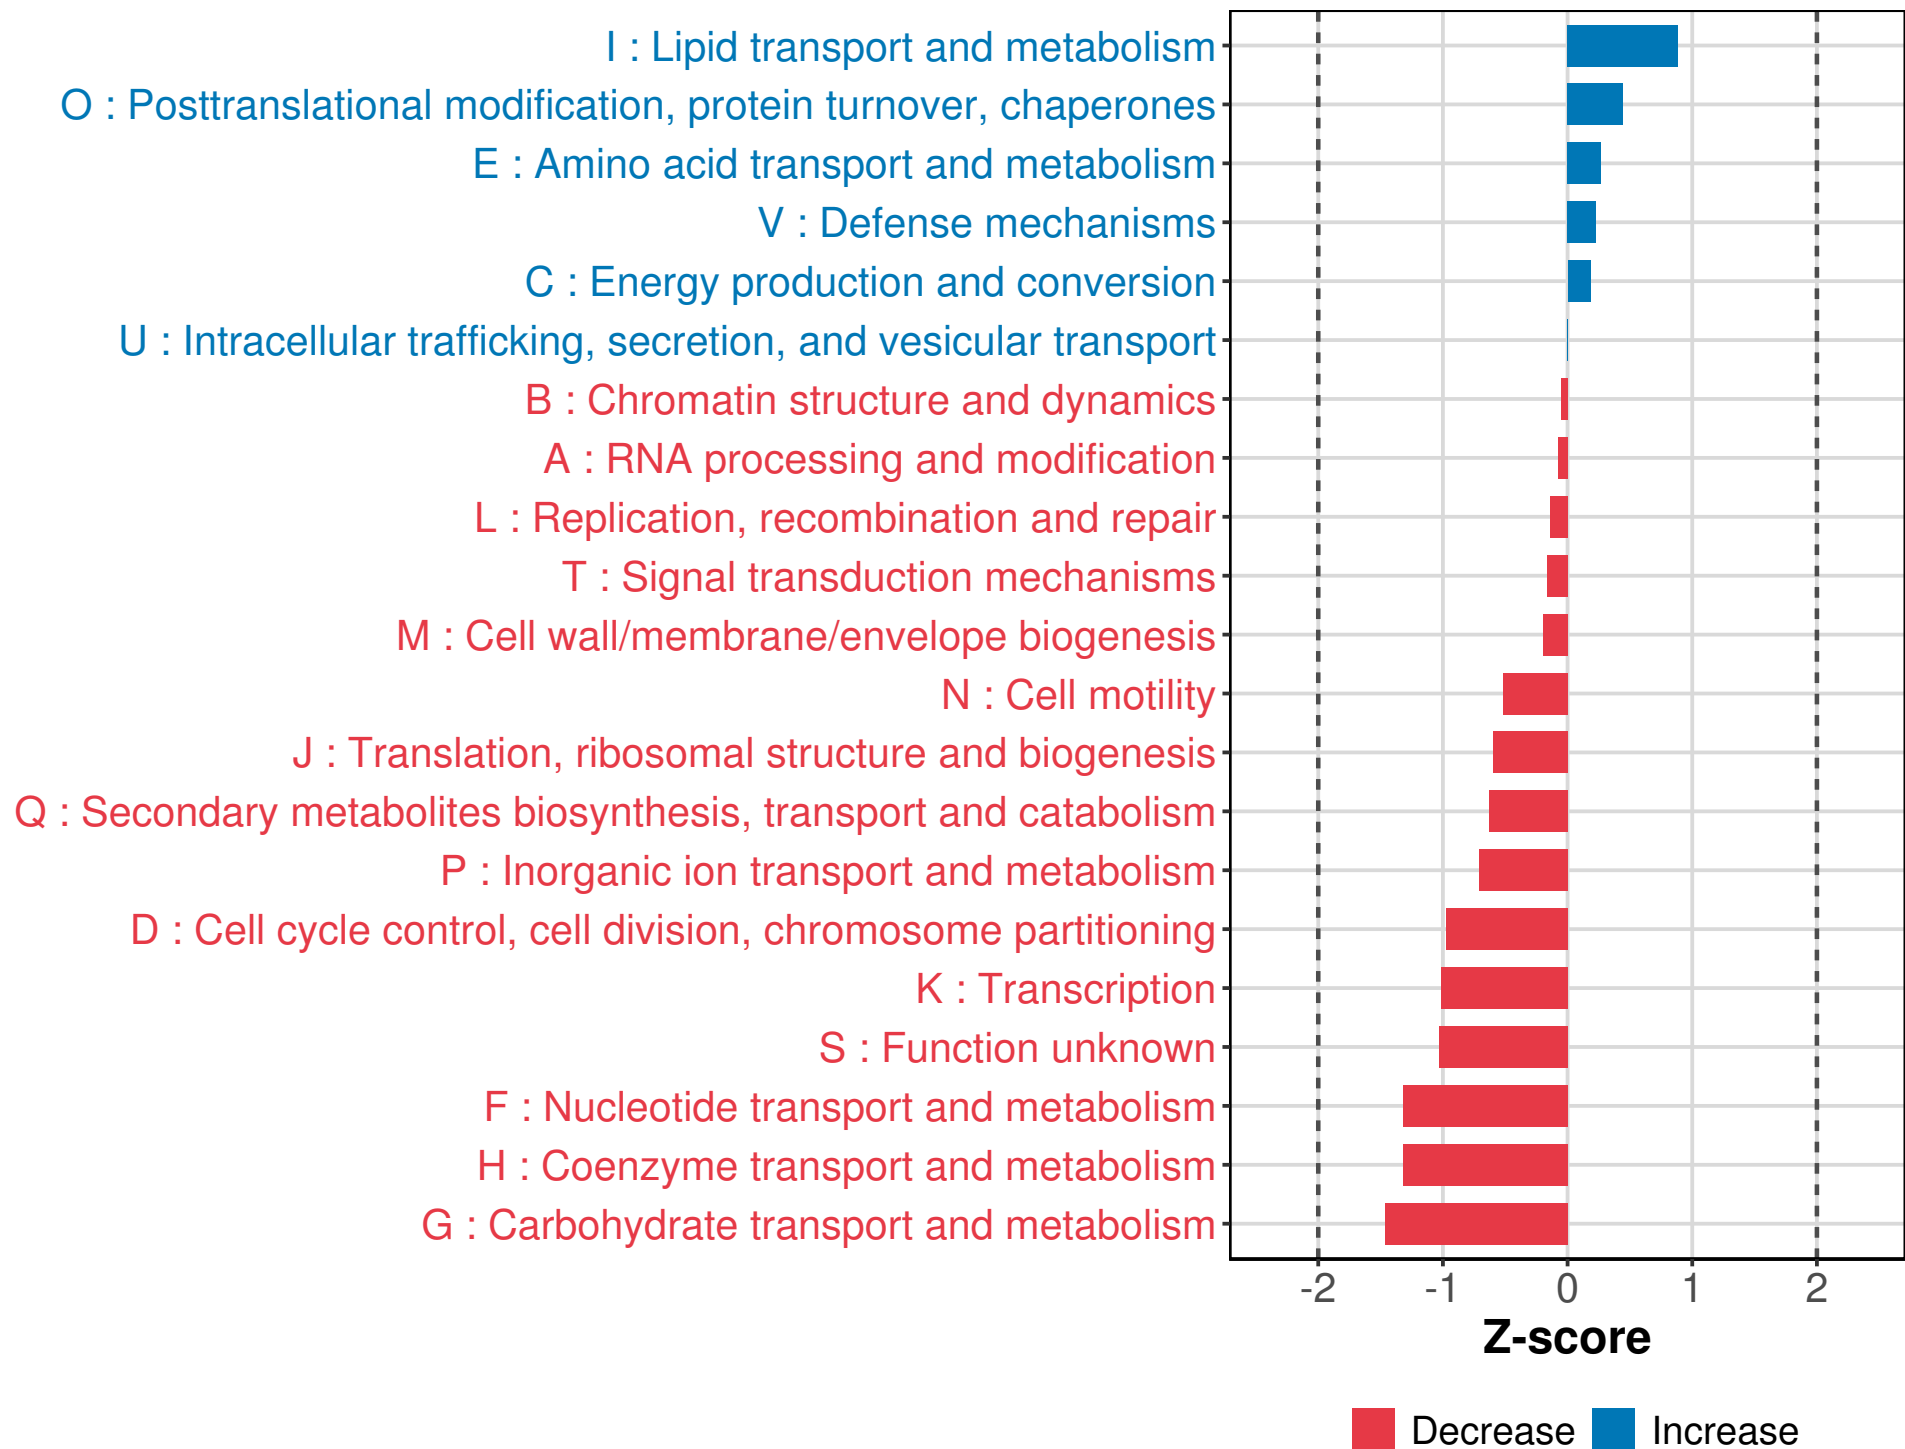 I : Lipid transport and metabolism
O : Posttranslational modification, protein turnover, chaperones
E : Amino acid transport and metabolism
V : Defense mechanisms
C : Energy production and conversion
U : Intracellular trafficking, secretion, and vesicular transport
B : Chromatin structure and dynamics
A : RNA processing and modification
L : Replication, recombination and repair
T : Signal transduction mechanisms
M : Cell wall/membrane/envelope biogenesis
N : Cell motility
J : Translation, ribosomal structure and biogenesis
Q : Secondary metabolites biosynthesis, transport and catabolism
P : Inorganic ion transport and metabolism
D : Cell cycle control, cell division, chromosome partitioning
K : Transcription
S : Function unknown
F : Nucleotide transport and metabolism
H : Coenzyme transport and metabolism
G : Carbohydrate transport and metabolism
-2 -1 0 1 2
Z-score
Decrease Increase